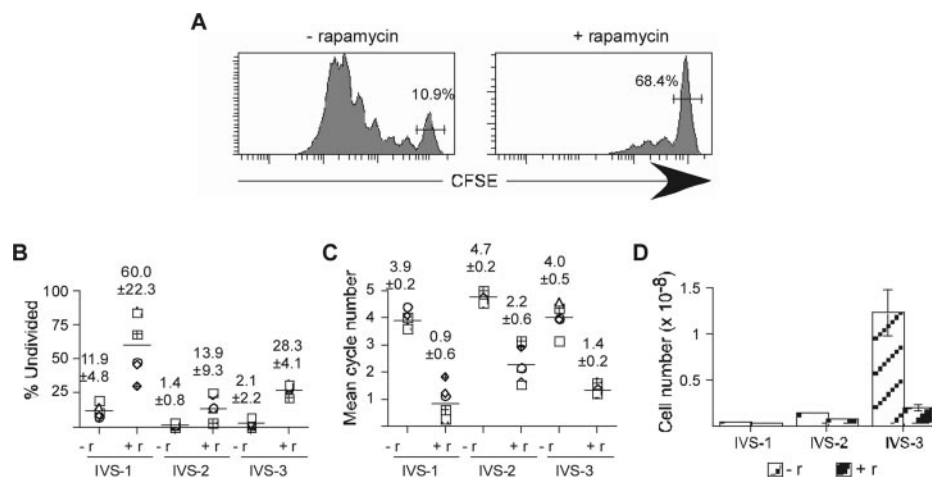 A
- rapamycin
+ rapamycin
10.9%
68.4%
CFSE
B
% Undivided
100
75
50
25
11.9
±4.8
60.0
±22.3
1.4
±0.8
13.9
±9.3
2.1
±2.2
28.3
±4.1
- r + r - r + r - r + r
IVS-1 IVS-2 IVS-3
C
Mean cycle number
5
4
3
2
1
3.9
±0.2
0.9
±0.6
4.7
±0.2
2.2
±0.6
4.0
±0.5
1.4
±0.2
- r + r - r + r - r + r
IVS-1 IVS-2 IVS-3
D
Cell number (x 10-8)
1.5
1
.5
IVS-1 IVS-2 IVS-3
- r + r